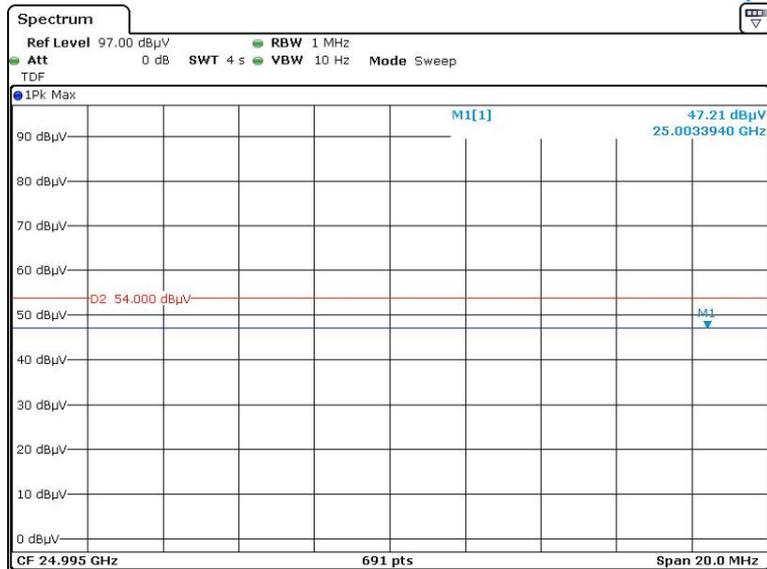 Spectrum
Ref Level 97.00 dBµV RBW 1 MHz
Att 0 dB SWT 4 s VBW 10 Hz Mode Sweep
TDF
1Pk Max
M1[1] 47.21 dBµV
25.0033940 GHz
90 dBµV
80 dBµV
70 dBµV
60 dBµV
D2 54.000 dBµV
50 dBµV
M1
40 dBµV
30 dBµV
20 dBµV
10 dBµV
0 dBµV
CF 24.995 GHz 691 pts Span 20.0 MHz